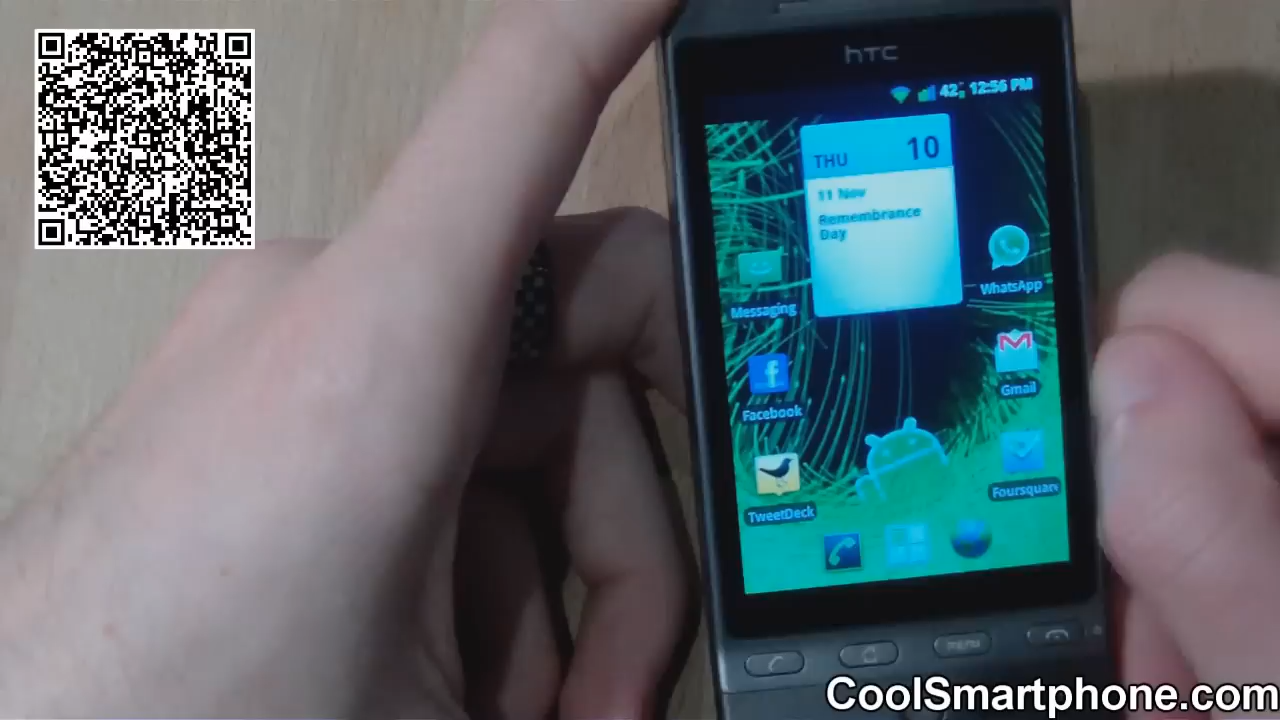 hTC
42% 12:56 PM
THU 10
11 Nov
Remembrance
Day
Messaging
WhatsApp
Facebook
Gmail
TweetDeck
Foursquare
menu
CoolSmartphone.com